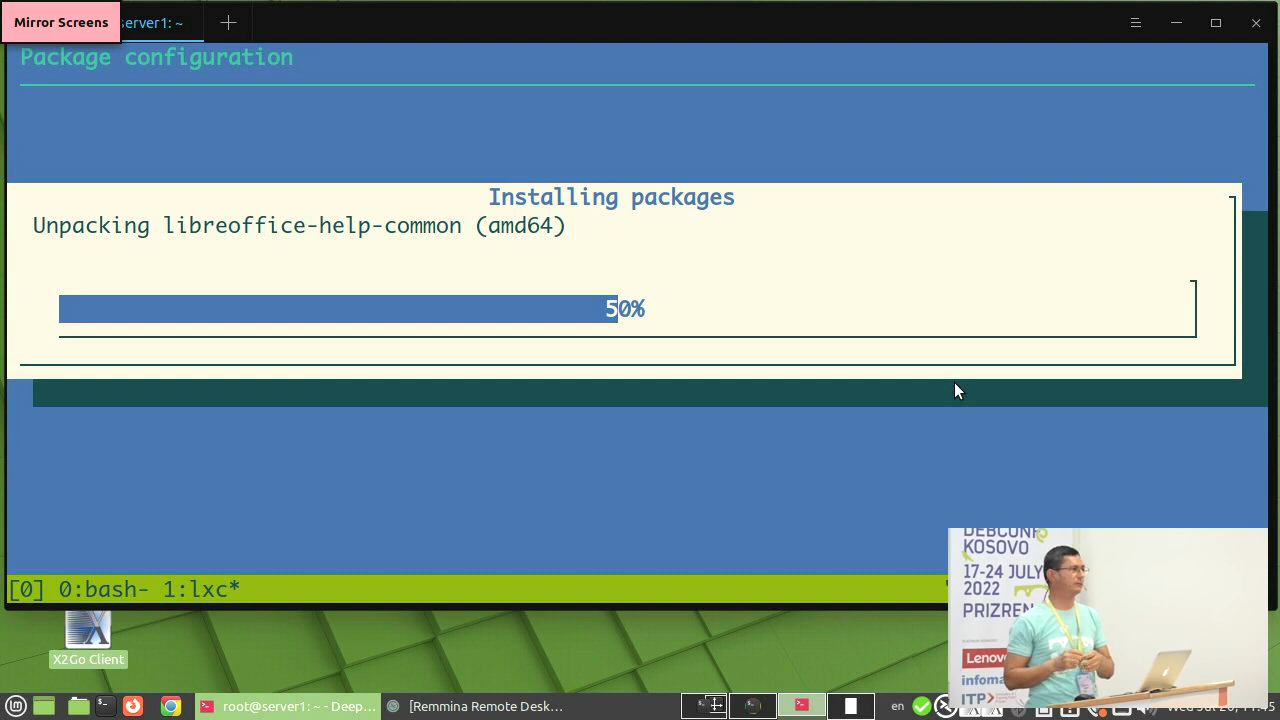 Mirror Screens
server1: ~
Package configuration
Installing packages
Unpacking libreoffice-help-common (amd64)
50%
[0] 0:bash- 1:lxc*
X2Go Client
DEBCONF
KOSOVO
17-24 JULY
2022
PRIZREN
Lenovo
infoma
ITP
root@server1: ~ - Deep...
[Remmina Remote Desk...
en